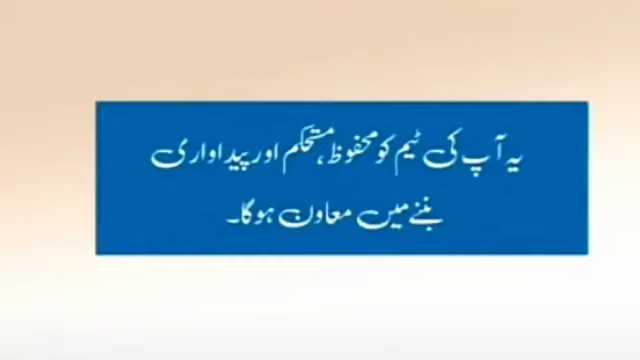 یہ آپ کی ٹیم کو محفوظ، مستحکم اور پیداواری
بننے میں معاون ہوگا۔